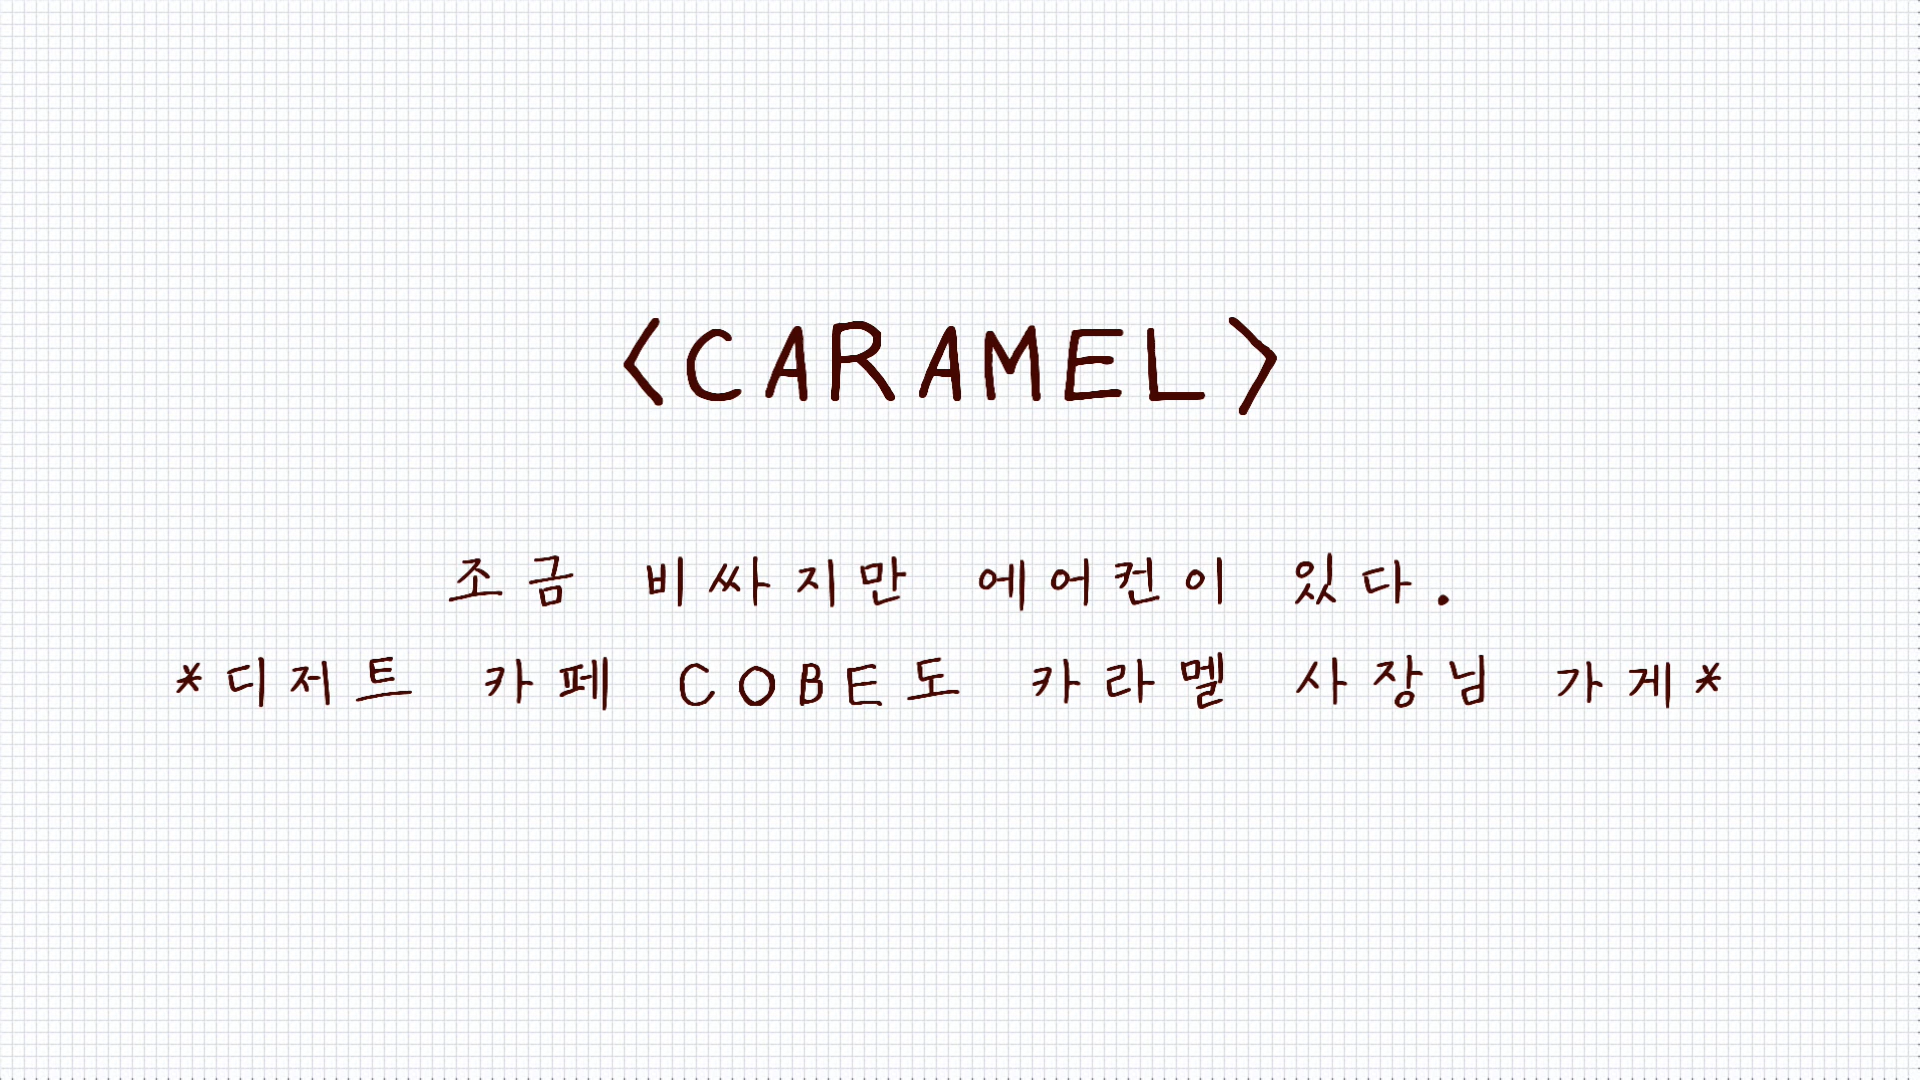 <CARAMEL>
조금 비싸지만 에어컨이 있다.
*디저트 카페 COBE도 카라멜 사장님 가게*